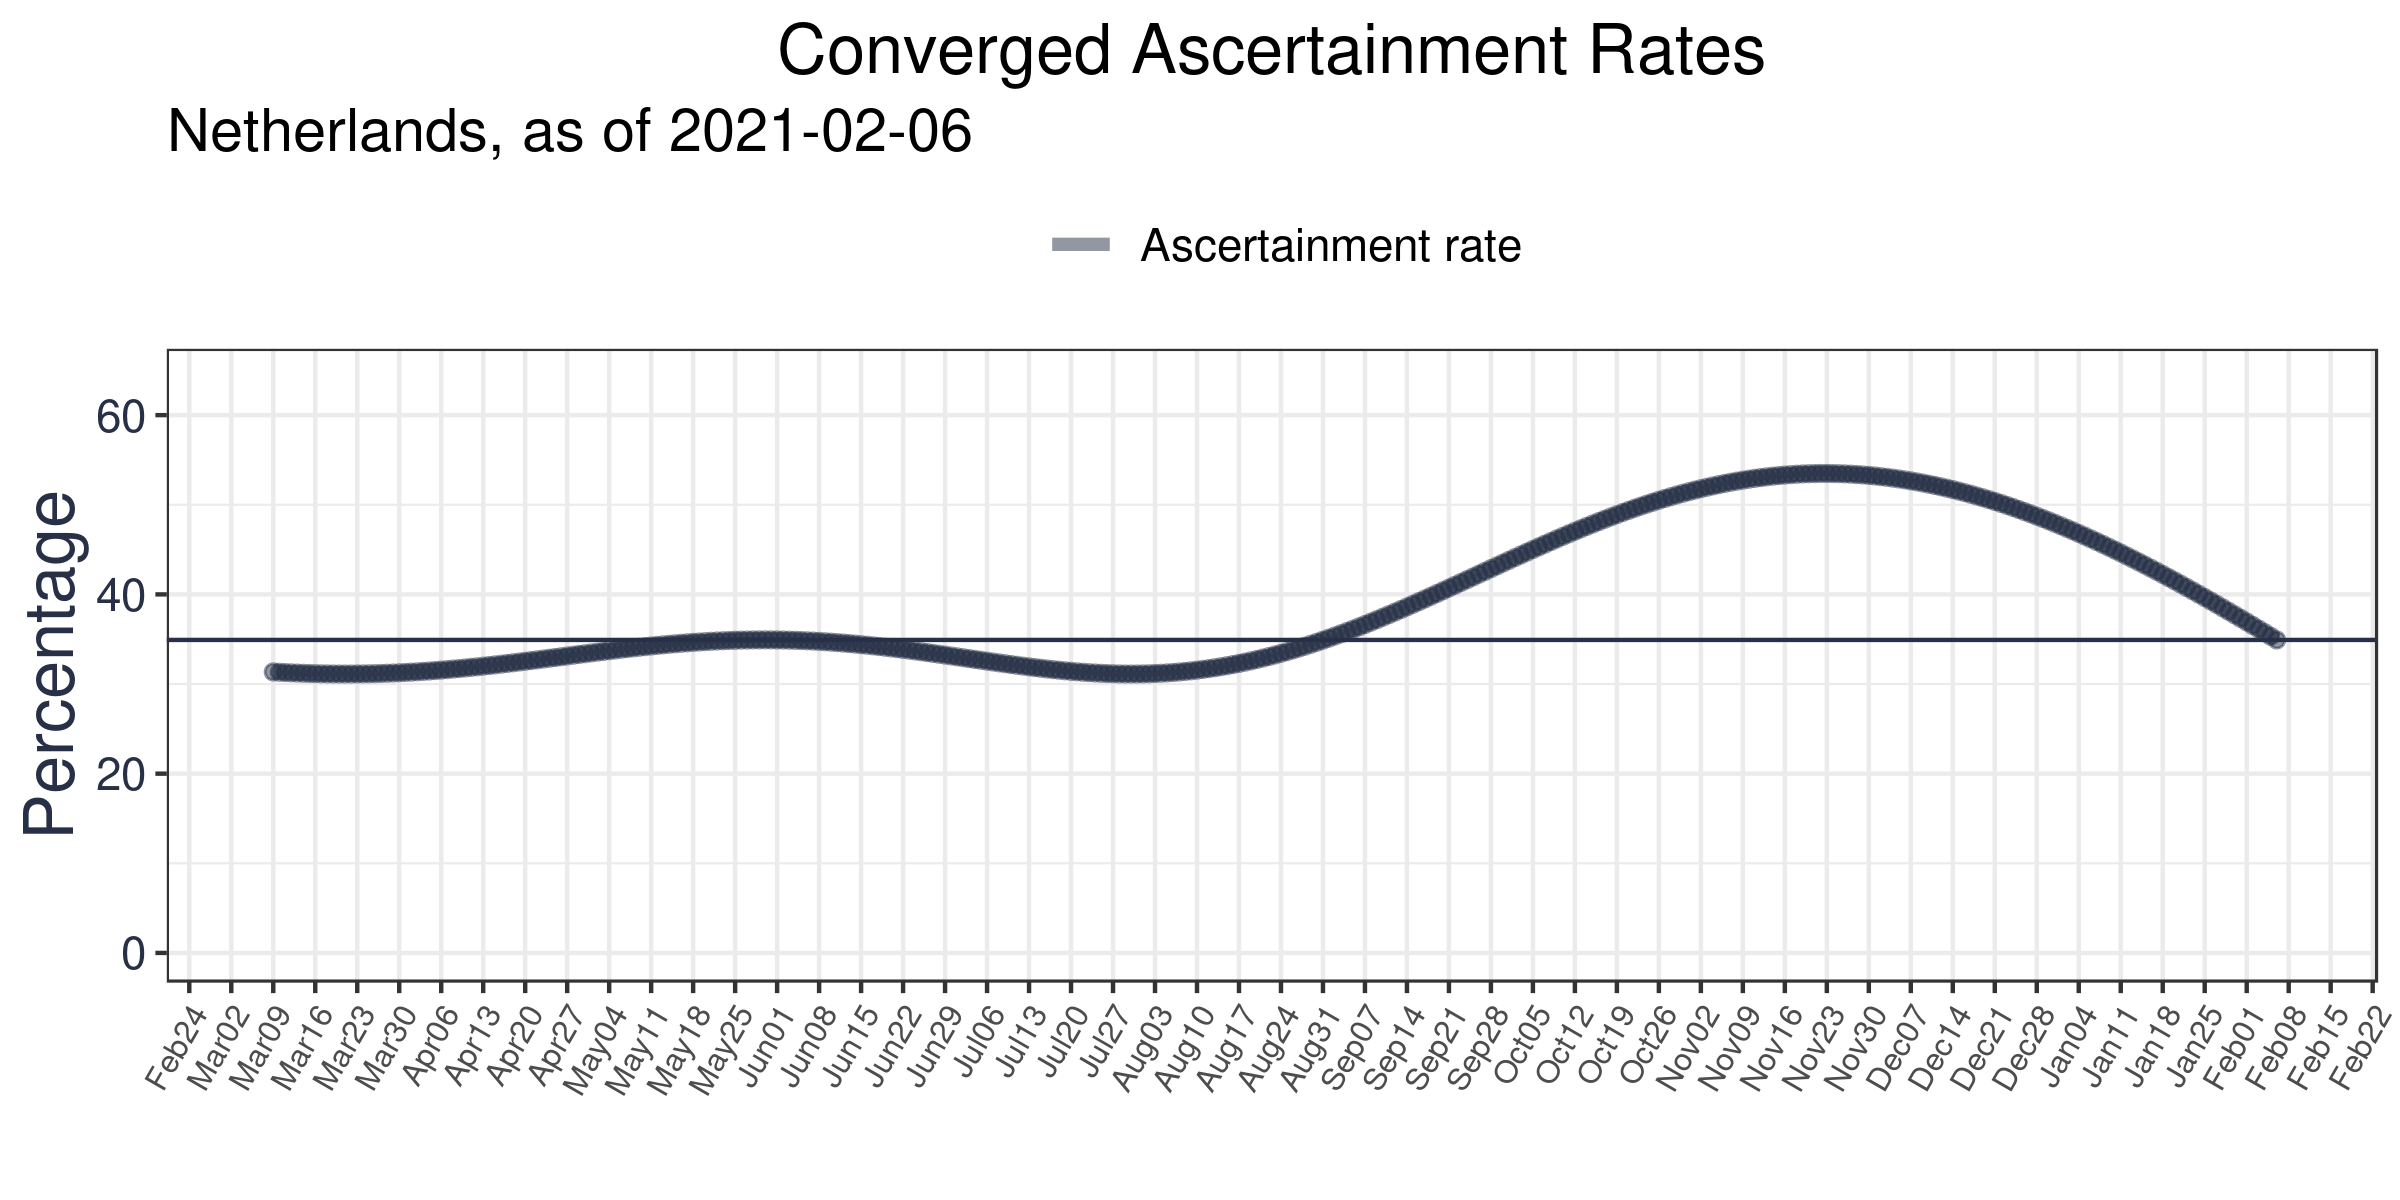 Converged Ascertainment Rates
Netherlands, as of 2021-02-06
Ascertainment rate
Percentage
60
40
20
0
Feb24 Mar02 Mar09 Mar16 Mar23 Mar30 Apr06 Apr13 Apr20 Apr27 May04 May11 May18 May25 Jun01 Jun08 Jun15 Jun22 Jun29 Jul06 Jul13 Jul20 Jul27 Aug03 Aug10 Aug17 Aug24 Aug31 Sep07 Sep14 Sep21 Sep28 Oct05 Oct12 Oct19 Oct26 Nov02 Nov09 Nov16 Nov23 Nov30 Dec07 Dec14 Dec21 Dec28 Jan04 Jan11 Jan18 Jan25 Feb01 Feb08 Feb15 Feb22